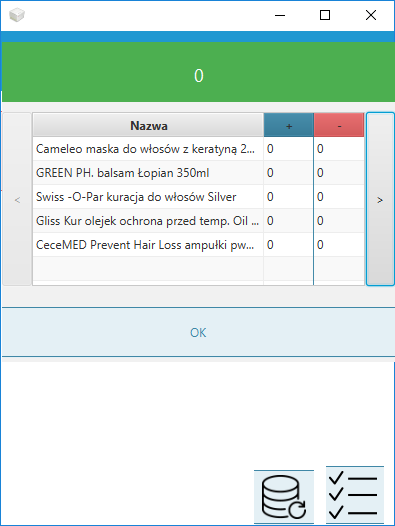 0
Nazwa + -
Cameleo maska do włosów z keratyną 2... 0 0
GREEN PH. balsam Łopian 350ml 0 0
< Swiss -O-Par kuracja do włosów Silver 0 0 >
Gliss Kur olejek ochrona przed temp. Oil ... 0 0
CeceMED Prevent Hair Loss ampułki pw... 0 0
OK